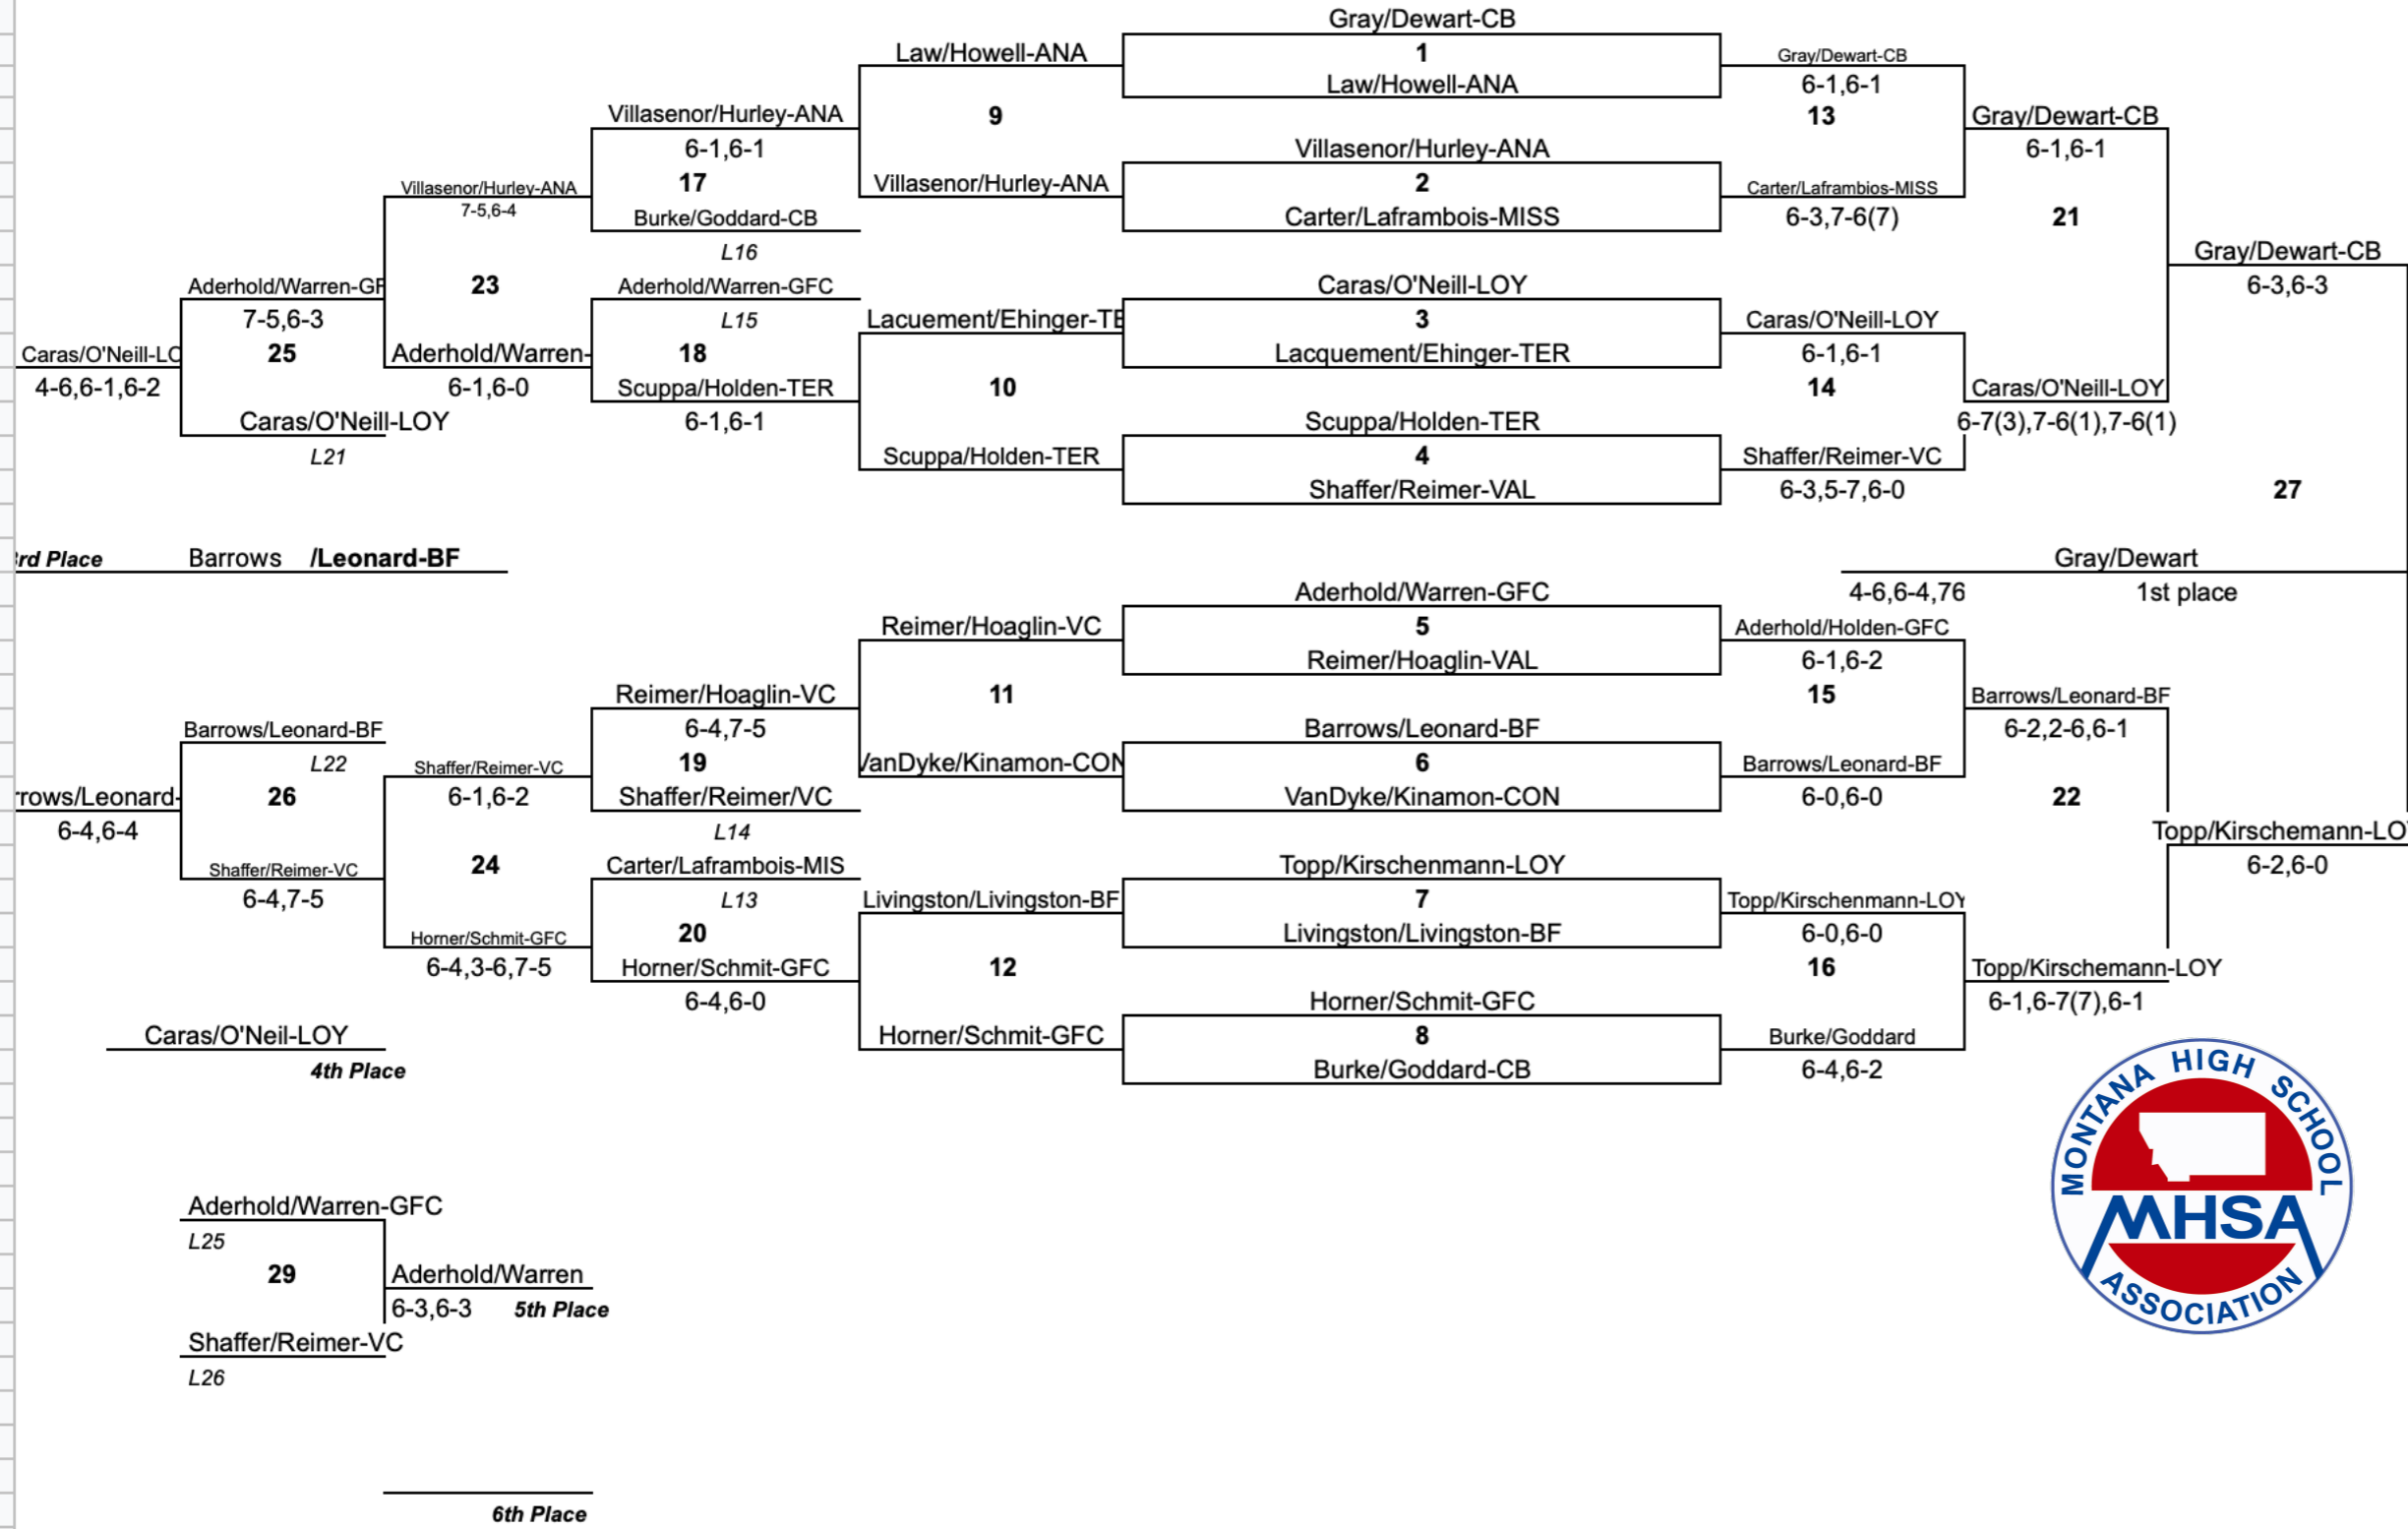 Gray/Dewart-CB
Law/Howell-ANA
1
Gray/Dewart-CB
Law/Howell-ANA
6-1,6-1
Villasenor/Hurley-ANA
9
13
Gray/Dewart-CB
6-1,6-1
Villasenor/Hurley-ANA
6-1,6-1
Villasenor/Hurley-ANA
17
Villasenor/Hurley-ANA
2
Carter/Laframbios-MISS
7-5,6-4
Burke/Goddard-CB
Carter/Laframbois-MISS
6-3,7-6(7)
21
L16
Gray/Dewart-CB
Aderhold/Warren-GF
23
Aderhold/Warren-GFC
Caras/O'Neill-LOY
6-3,6-3
7-5,6-3
L15
Lacuement/Ehinger-TE
3
Caras/O'Neill-LOY
Caras/O'Neill-LO
25
Aderhold/Warren-
18
Lacquement/Ehinger-TER
6-1,6-1
4-6,6-1,6-2
6-1,6-0
Scuppa/Holden-TER
10
14
Caras/O'Neill-LOY
Caras/O'Neill-LOY
6-1,6-1
Scuppa/Holden-TER
6-7(3),7-6(1),7-6(1)
L21
Scuppa/Holden-TER
4
Shaffer/Reimer-VC
Shaffer/Reimer-VAL
6-3,5-7,6-0
27
3rd Place
Barrows /Leonard-BF
Gray/Dewart
Aderhold/Warren-GFC
4-6,6-4,76
1st place
Reimer/Hoaglin-VC
5
Aderhold/Holden-GFC
Reimer/Hoaglin-VAL
6-1,6-2
Reimer/Hoaglin-VC
11
15
Barrows/Leonard-BF
Barrows/Leonard-BF
6-4,7-5
Barrows/Leonard-BF
6-2,2-6,6-1
L22
Shaffer/Reimer-VC
19
VanDyke/Kinamon-CON
6
Barrows/Leonard-BF
rrows/Leonard-
26
6-1,6-2
Shaffer/Reimer/VC
VanDyke/Kinamon-CON
6-0,6-0
22
6-4,6-4
L14
Topp/Kirschemann-LO
Shaffer/Reimer-VC
24
Carter/Laframbois-MIS
Topp/Kirschenmann-LOY
6-2,6-0
6-4,7-5
L13
Livingston/Livingston-BF
7
Topp/Kirschenmann-LOY
Horner/Schmit-GFC
20
Livingston/Livingston-BF
6-0,6-0
6-4,3-6,7-5
Horner/Schmit-GFC
12
16
Topp/Kirschemann-LOY
6-4,6-0
Horner/Schmit-GFC
6-1,6-7(7),6-1
Caras/O'Neil-LOY
Horner/Schmit-GFC
8
Burke/Goddard
4th Place
Burke/Goddard-CB
6-4,6-2
MONTANA HIGH SCHOOL
MHSA
ASSOCIATION
Aderhold/Warren-GFC
L25
29
Aderhold/Warren
6-3,6-3
5th Place
Shaffer/Reimer-VC
L26
6th Place